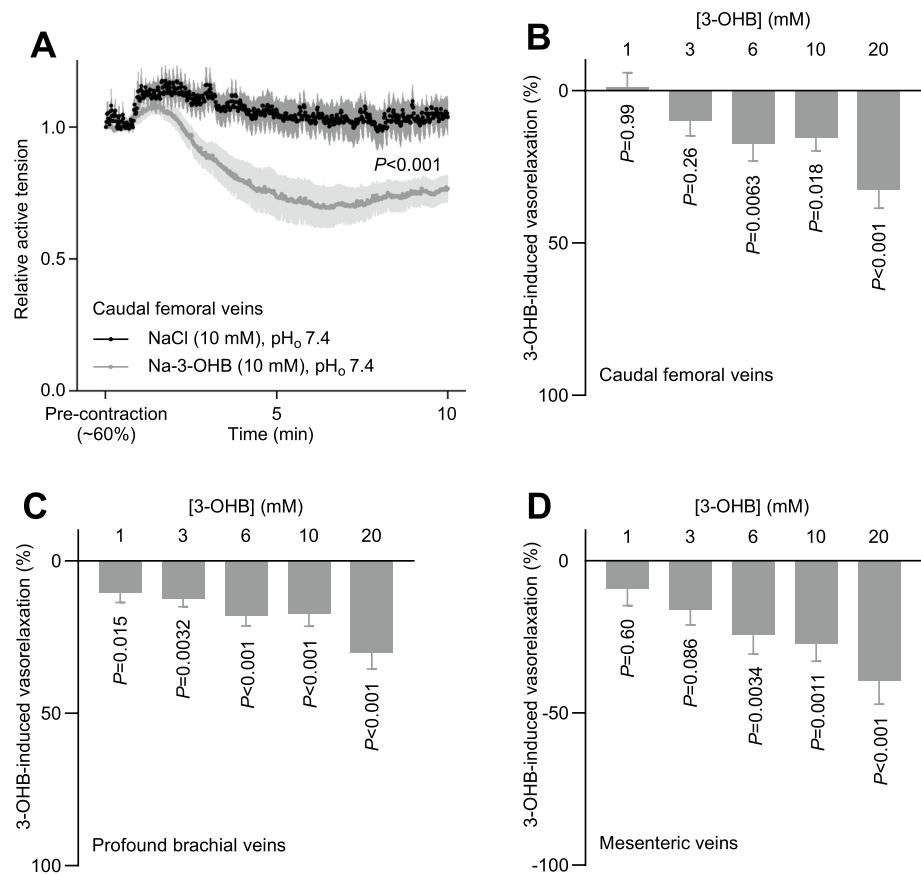 A
1.0
0.5
0.0
Relative active tension
P<0.001
Caudal femoral veins
NaCl (10 mM), pHo 7.4
Na-3-OHB (10 mM), pHo 7.4
Pre-contraction
(~60%)
5
10
Time (min)
B
[3-OHB] (mM)
1 3 6 10 20
3-OHB-induced vasorelaxation (%)
0
50
100
P=0.99
P=0.26
P=0.0063
P=0.018
P<0.001
Caudal femoral veins
C
[3-OHB] (mM)
1 3 6 10 20
3-OHB-induced vasorelaxation (%)
0
50
100
P=0.015
P=0.0032
P<0.001
P<0.001
P<0.001
Profound brachial veins
D
[3-OHB] (mM)
1 3 6 10 20
3-OHB-induced vasorelaxation (%)
0
-50
-100
P=0.60
P=0.086
P=0.0034
P=0.0011
P<0.001
Mesenteric veins